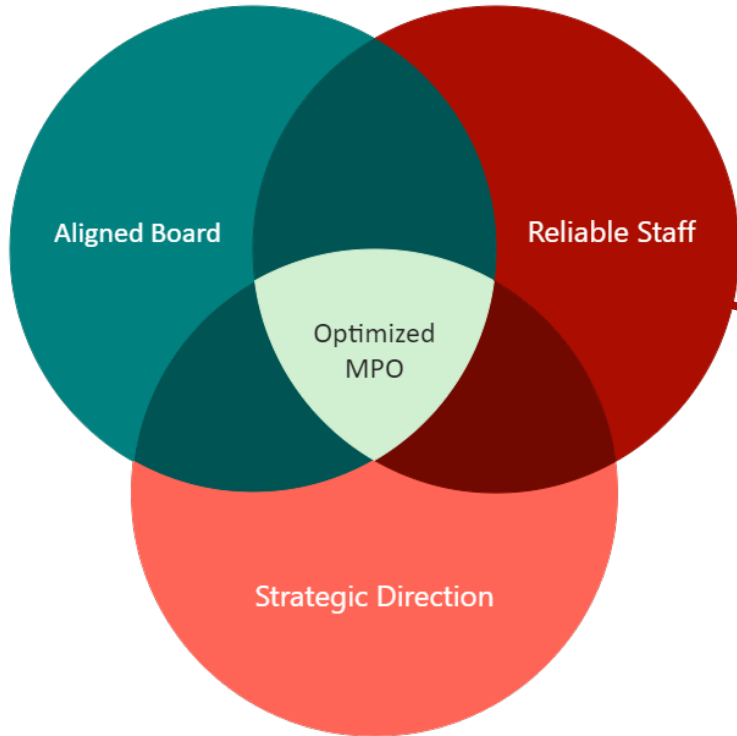 Aligned Board
Reliable Staff
Optimized
MPO
Strategic Direction